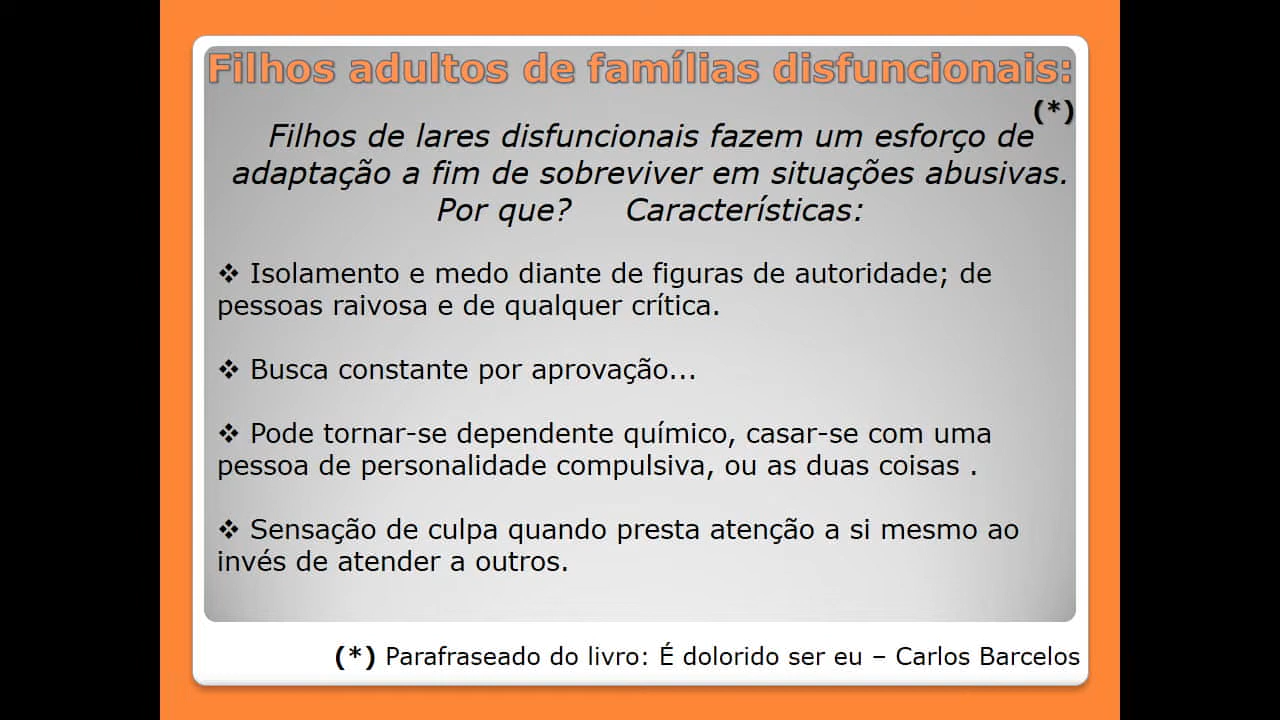 Filhos adultos de famílias disfuncionais:
(*)
Filhos de lares disfuncionais fazem um esforço de
adaptação a fim de sobreviver em situações abusivas.
Por que? Características:
❖ Isolamento e medo diante de figuras de autoridade; de
pessoas raivosa e de qualquer crítica.
❖ Busca constante por aprovação...
❖ Pode tornar-se dependente químico, casar-se com uma
pessoa de personalidade compulsiva, ou as duas coisas .
❖ Sensação de culpa quando presta atenção a si mesmo ao
invés de atender a outros.
(*) Parafraseado do livro: É dolorido ser eu – Carlos Barcelos